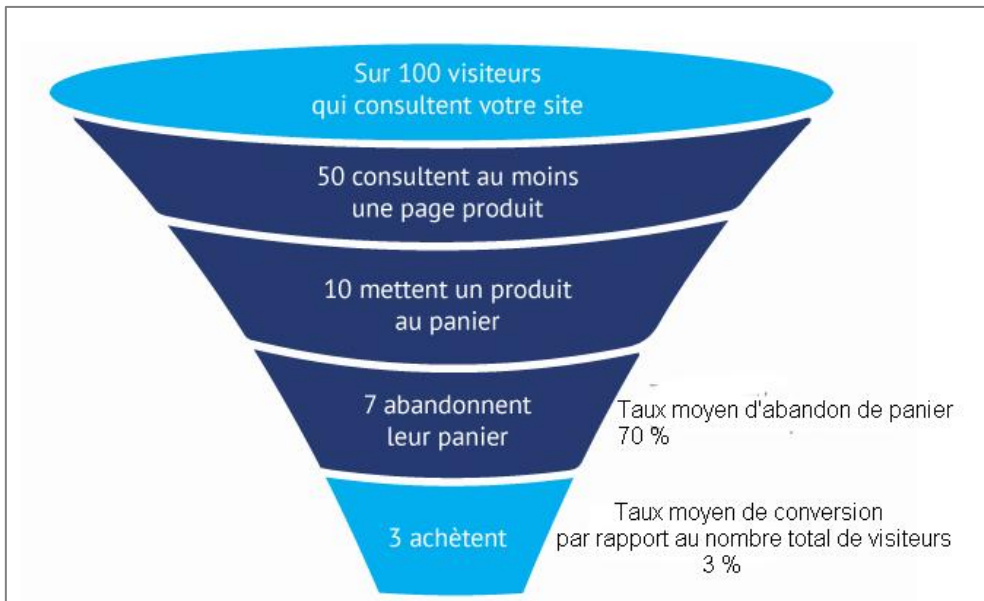 Sur 100 visiteurs
qui consultent votre site
50 consultent au moins
une page produit
10 mettent un produit
au panier
7 abandonnent
leur panier
Taux moyen d'abandon de panier
70 %
3 achètent
Taux moyen de conversion
par rapport au nombre total de visiteurs
3 %